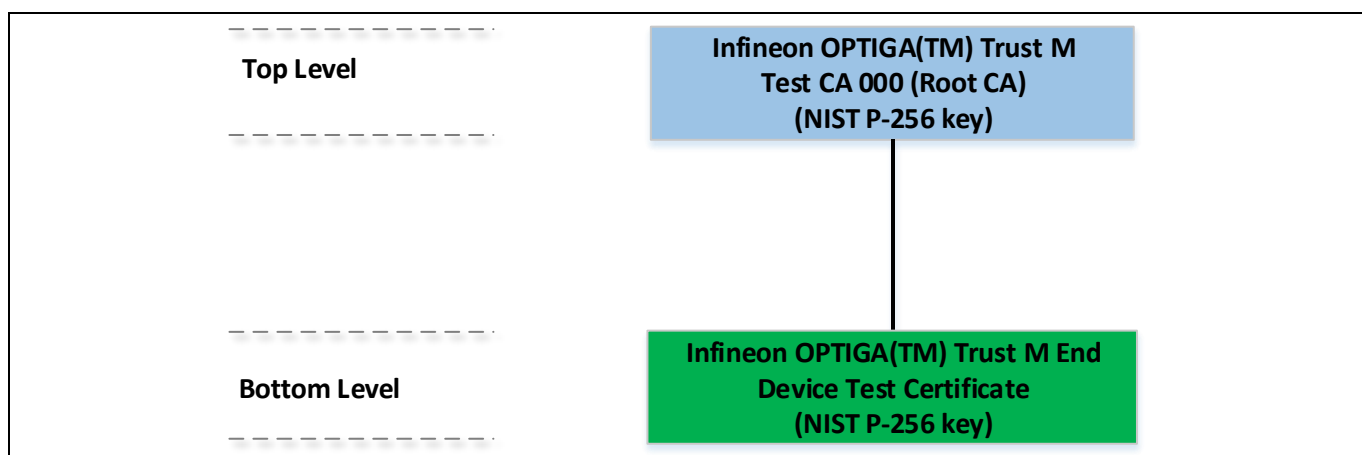 Top Level
Infineon OPTIGA(TM) Trust M
Test CA 000 (Root CA)
(NIST P-256 key)
Bottom Level
Infineon OPTIGA(TM) Trust M End
Device Test Certificate
(NIST P-256 key)